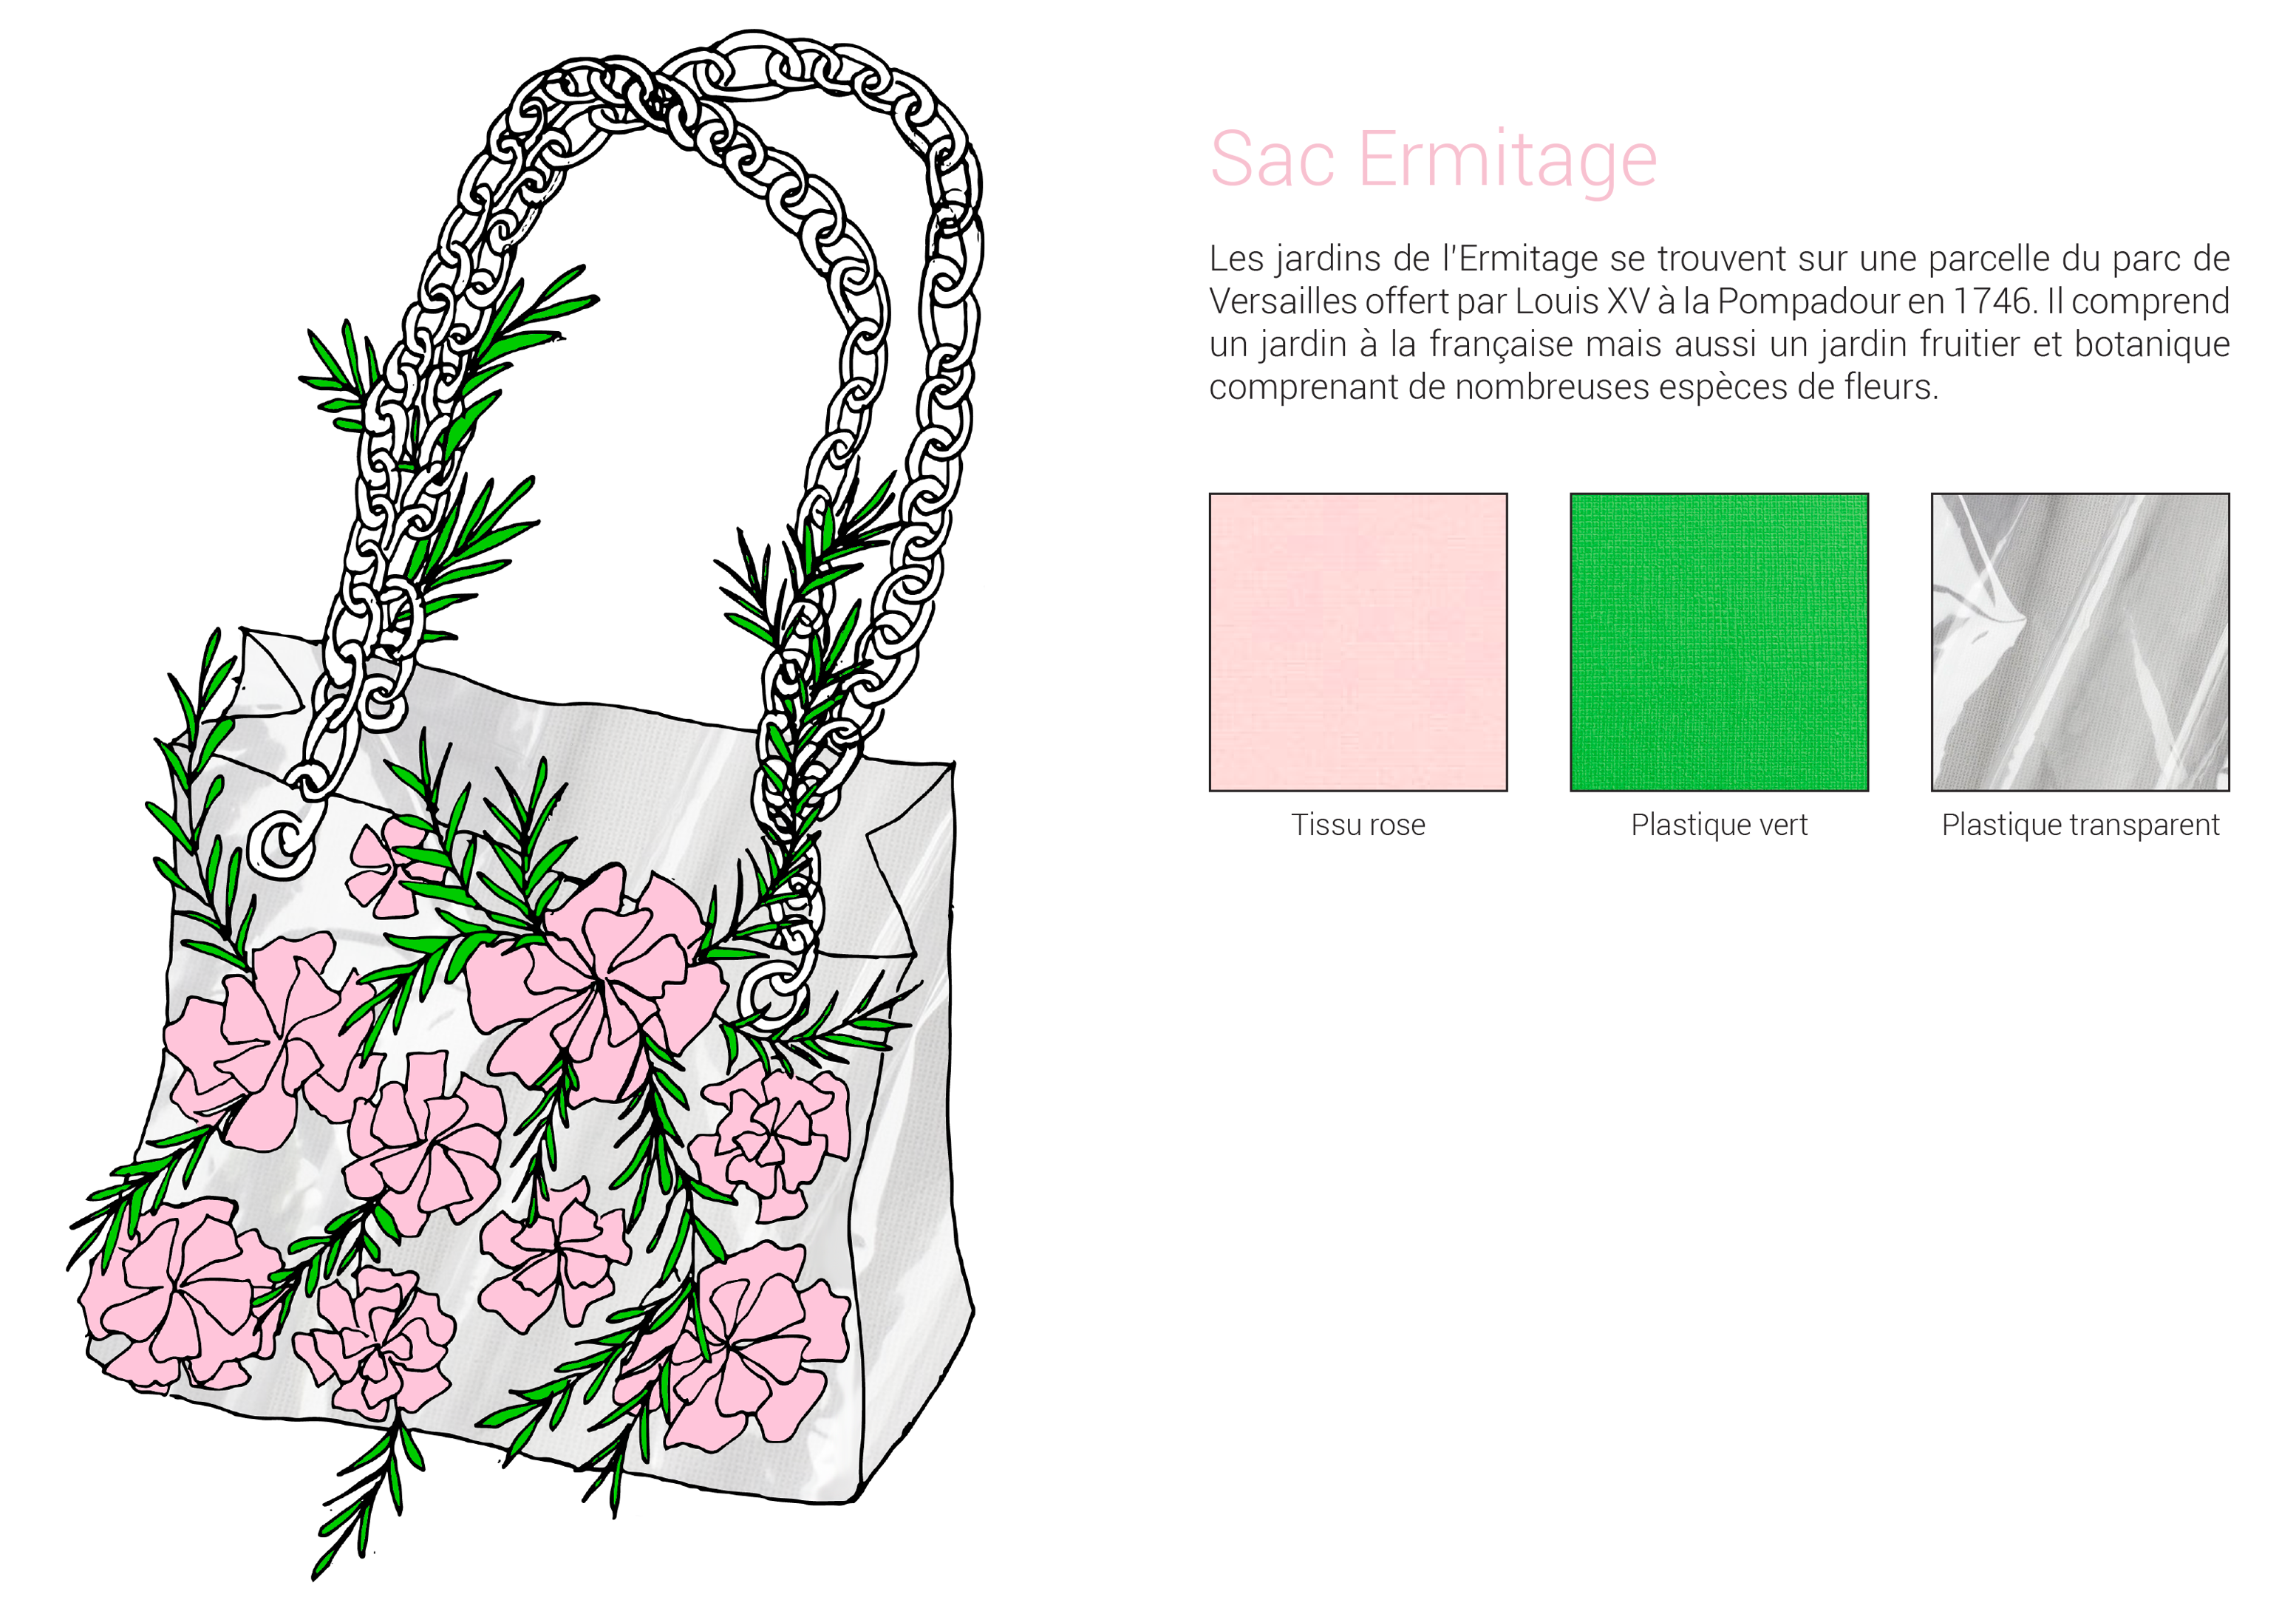 Sac Ermitage
Les jardins de l'Ermitage se trouvent sur une parcelle du parc de
Versailles offert par Louis XV à la Pompadour en 1746. Il comprend
un jardin à la française mais aussi un jardin fruitier et botanique
comprenant de nombreuses espèces de fleurs.
Tissu rose
Plastique vert
Plastique transparent